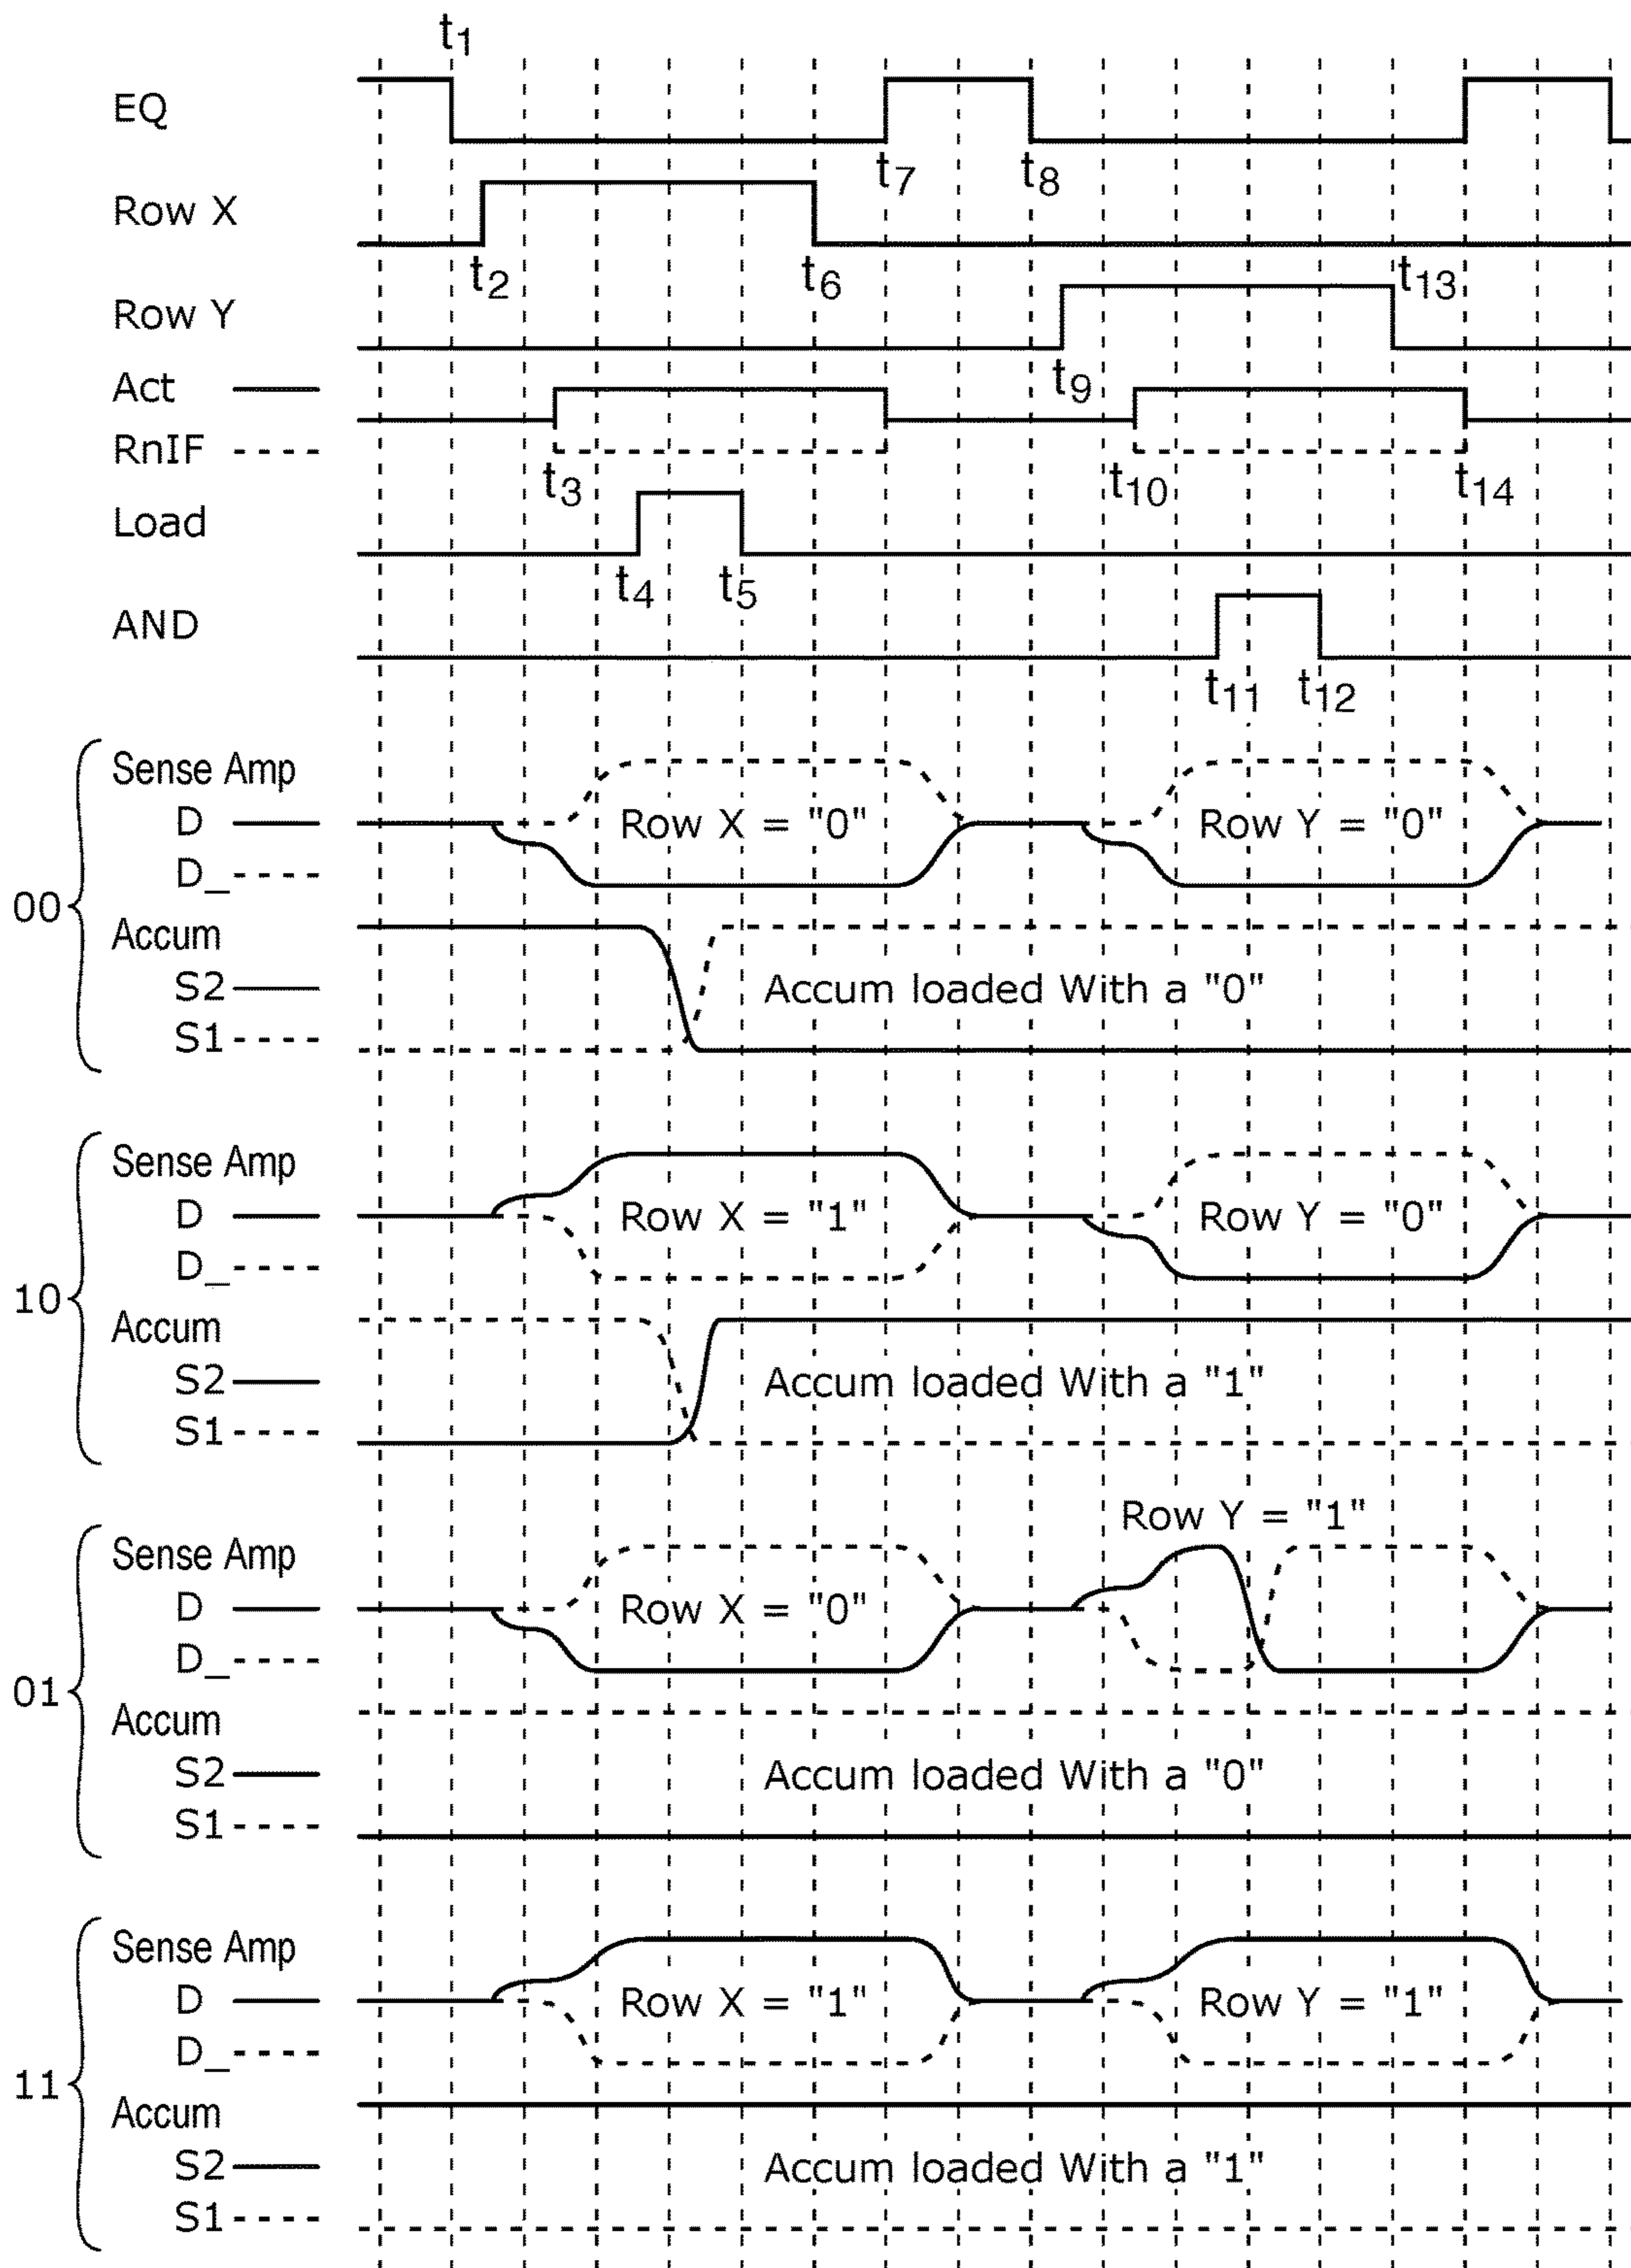 t1
EQ
t7 t8
Row X
t2 t6 t13
Row Y
t9
Act
RnIF
t3 t10 t14
Load
t4 t5
AND
t11 t12
00
Sense Amp
D
D_
Row X = "0" Row Y = "0"
Accum
S2
S1
Accum loaded With a "0"
10
Sense Amp
D
D_
Row X = "1" Row Y = "0"
Accum
S2
S1
Accum loaded With a "1"
01
Row Y = "1"
Sense Amp
D
D_
Row X = "0"
Accum
S2
S1
Accum loaded With a "0"
11
Sense Amp
D
D_
Row X = "1" Row Y = "1"
Accum
S2
S1
Accum loaded With a "1"